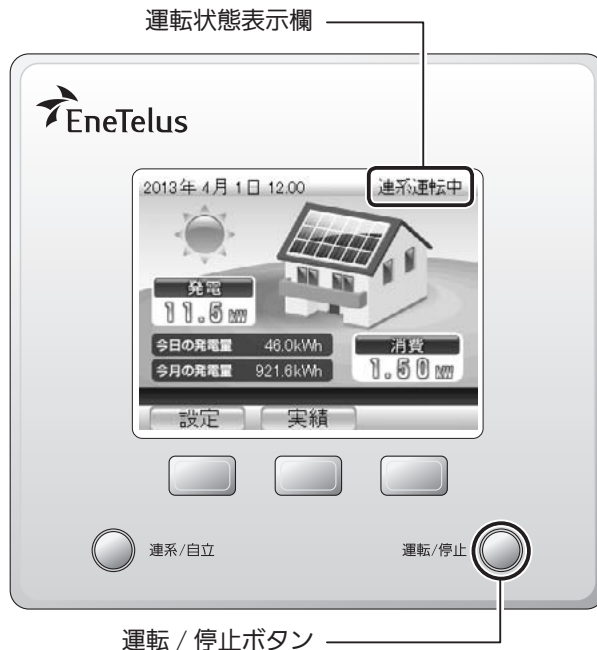 運転状態表示欄
EneTelus
2013年 4月 1日 12:00 連系運転中
発電
11.5 kW
今日の発電量 46.0kWh
今月の発電量 921.6kWh
消費
1.50 kW
設定 実績
連系/自立 運転/停止
運転 / 停止ボタン